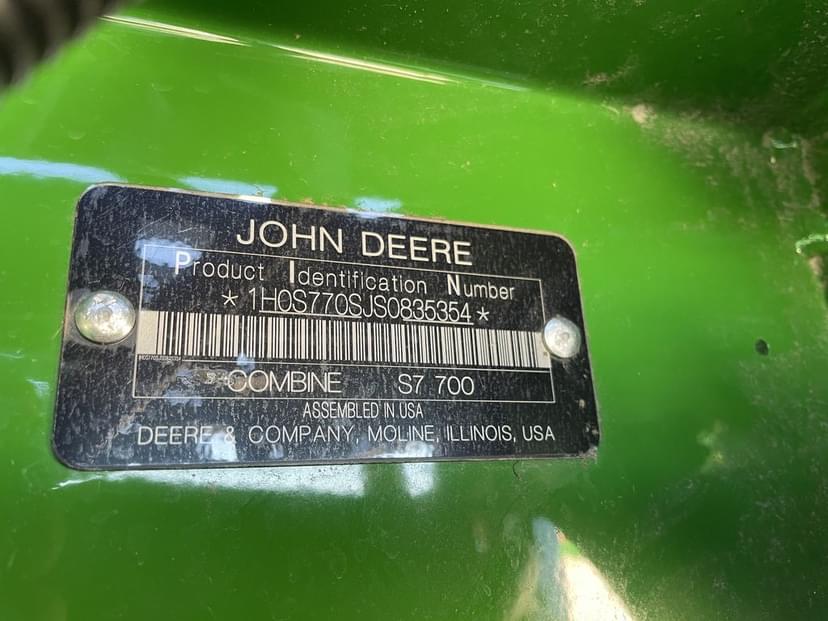 JOHN DEERE
Product Identification Number
*1H0S770SJS0835354*
COMBINE S7 700
ASSEMBLED IN USA
DEERE & COMPANY, MOLINE, ILLINOIS, USA